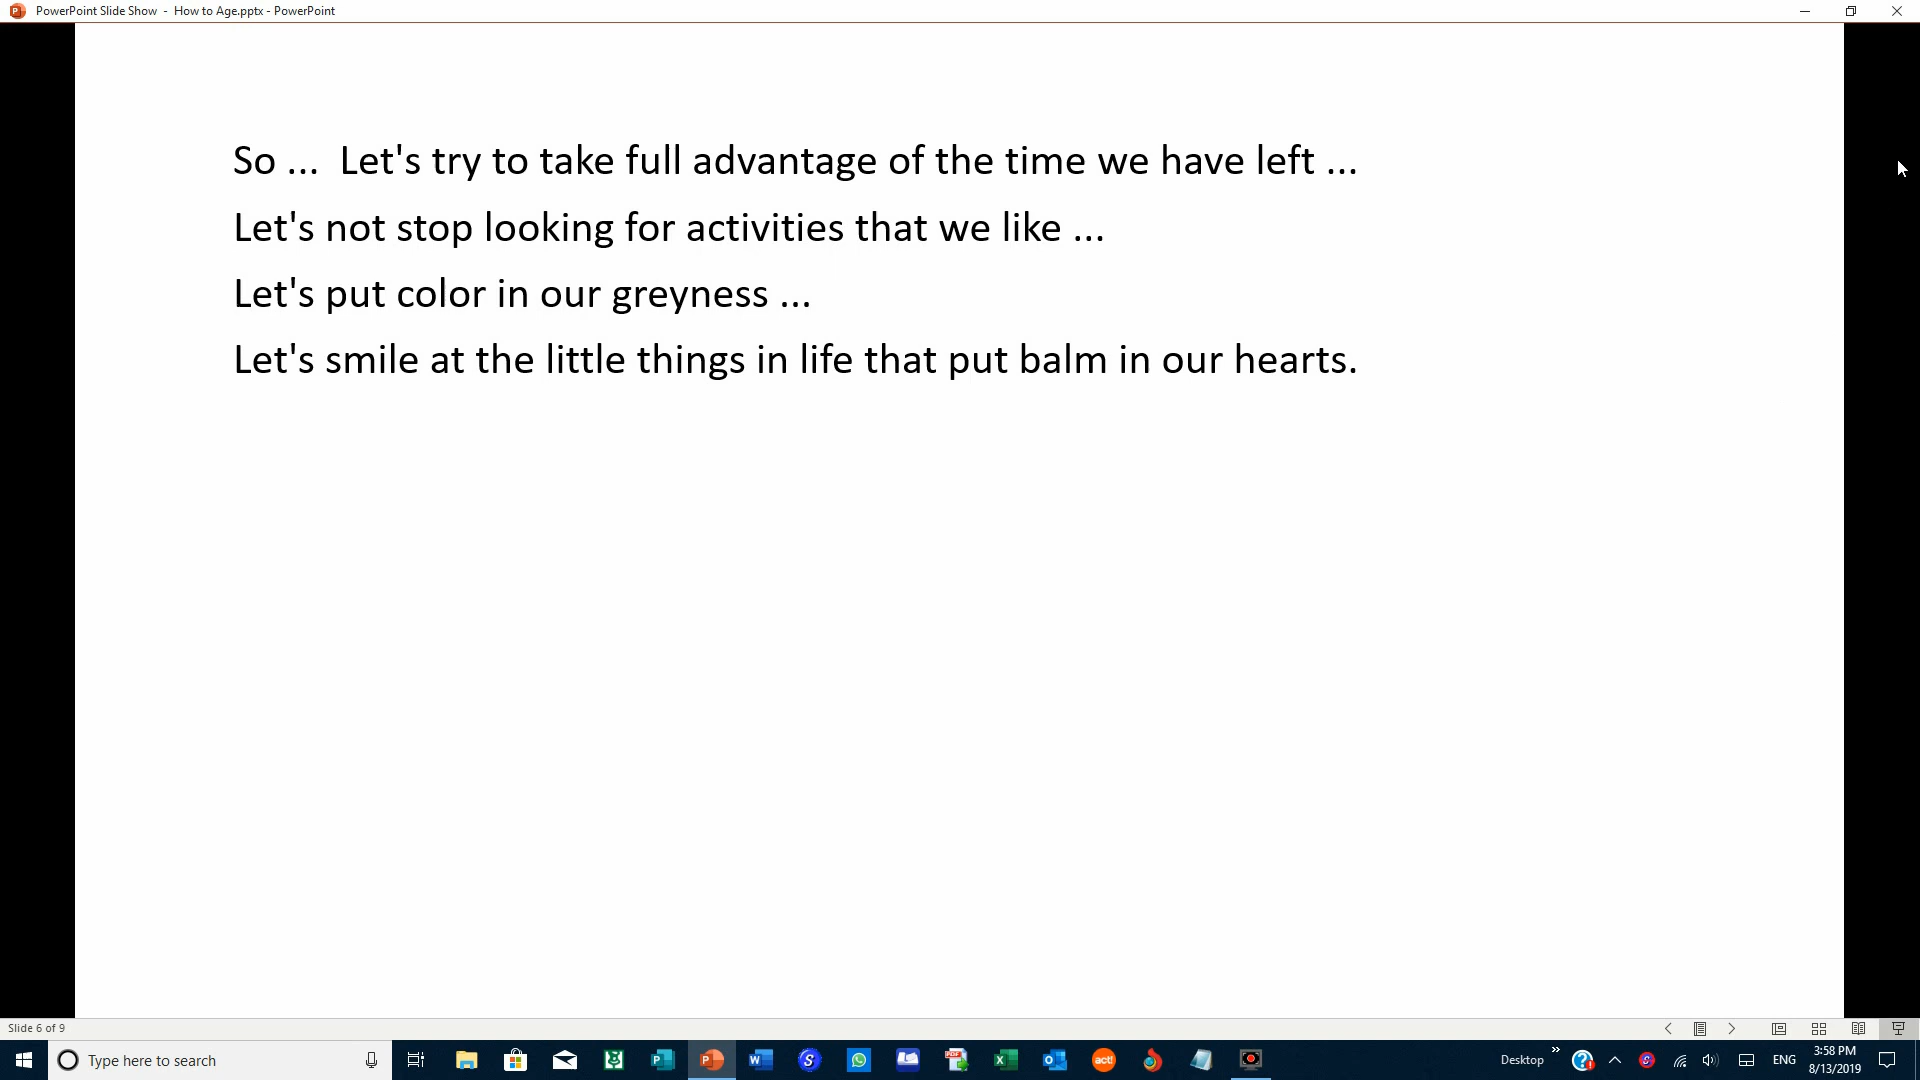 PowerPoint Slide Show - How to Age.pptx - PowerPoint
So ...  Let's try to take full advantage of the time we have left ...
Let's not stop looking for activities that we like ...
Let's put color in our greyness ...
Let's smile at the little things in life that put balm in our hearts.
Slide 6 of 9
Type here to search
Desktop
ENG
3:58 PM
8/13/2019